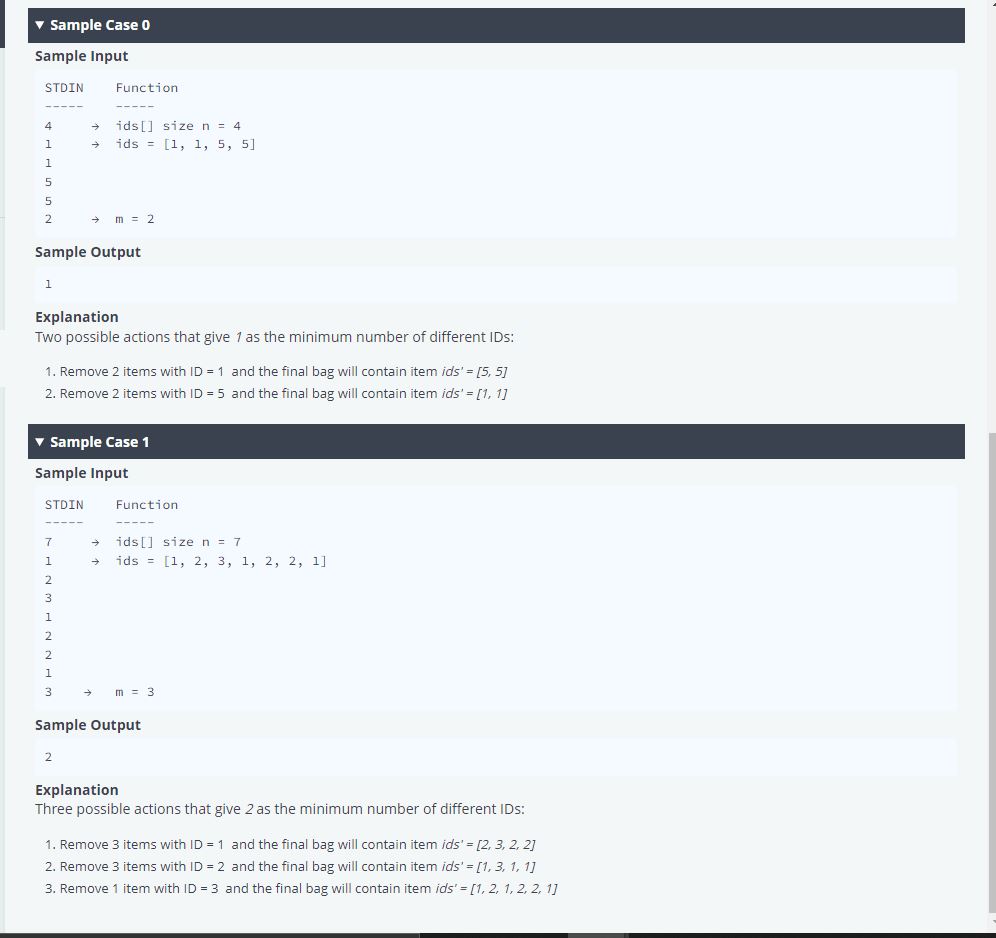 ▼ Sample Case 0
Sample Input
STDIN Function
----- -----
4 → ids[] size n = 4
1 → ids = [1, 1, 5, 5]
1
5
5
2 → m = 2
Sample Output
1
Explanation
Two possible actions that give 1 as the minimum number of different IDs:
1. Remove 2 items with ID = 1 and the final bag will contain item ids' = [5, 5]
2. Remove 2 items with ID = 5 and the final bag will contain item ids' = [1, 1]
▼ Sample Case 1
Sample Input
STDIN Function
----- -----
7 → ids[] size n = 7
1 → ids = [1, 2, 3, 1, 2, 2, 1]
2
3
1
2
2
1
3 → m = 3
Sample Output
2
Explanation
Three possible actions that give 2 as the minimum number of different IDs:
1. Remove 3 items with ID = 1 and the final bag will contain item ids' = [2, 3, 2, 2]
2. Remove 3 items with ID = 2 and the final bag will contain item ids' = [1, 3, 1, 1]
3. Remove 1 item with ID = 3 and the final bag will contain item ids' = [1, 2, 1, 2, 2, 1]